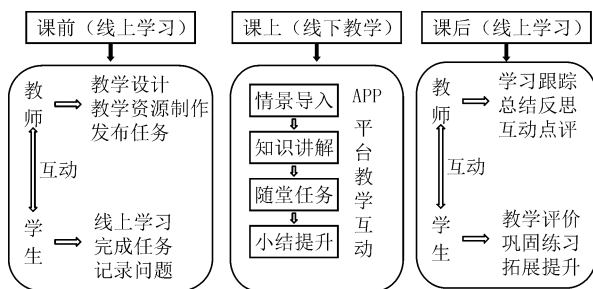 课前（线上学习）
教师
教学设计
教学资源制作
发布任务
互动
学生
线上学习
完成任务
记录问题
课上（线下教学）
情景导入
知识讲解
随堂任务
小结提升
APP
平台教学互动
课后（线上学习）
教师
学习跟踪
总结反思
互动点评
互动
学生
教学评价
巩固练习
拓展提升